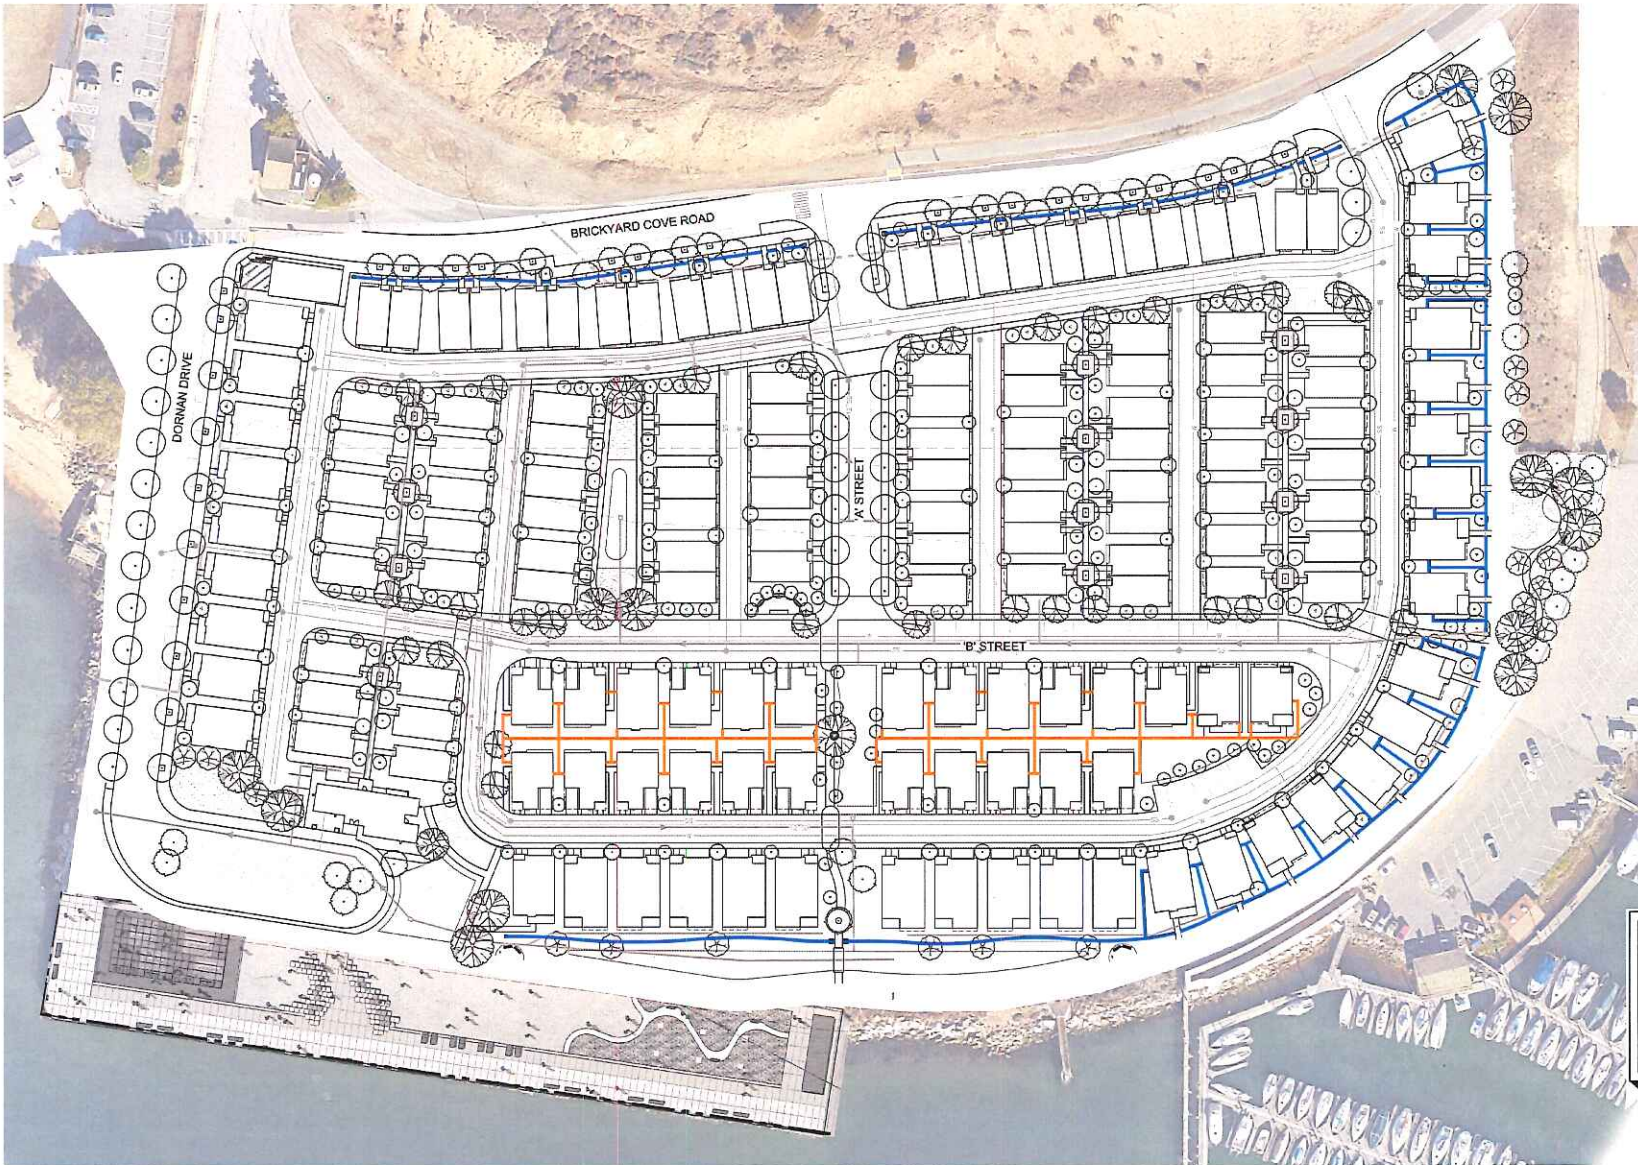 BRICKYARD COVE ROAD
DORNAN DRIVE
'A' STREET
'B' STREET